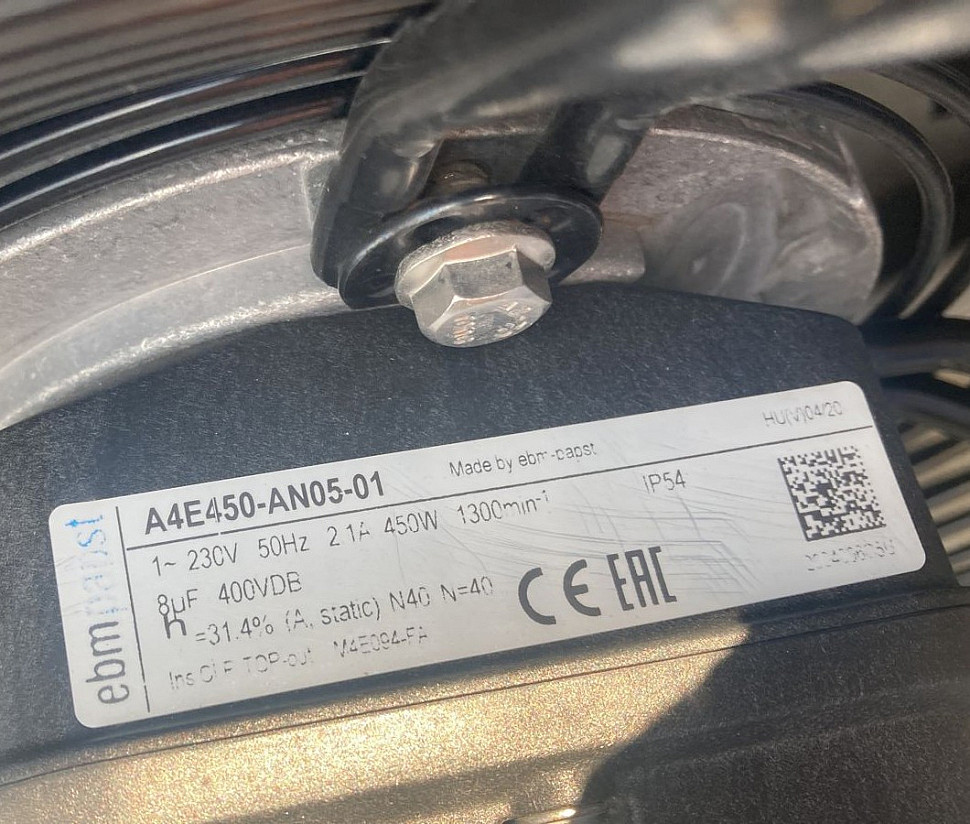 ebmpapst
HU(V)04/20
A4E450-AN05-01
Made by ebm-papst
1~ 230V 50Hz 2.1A 450W 1300min-1
IP54
8µF 400VDB
η=31.4% (A, static) N40 N=40
CE EAC
Ins Cl F TOP-out M4E094-FA